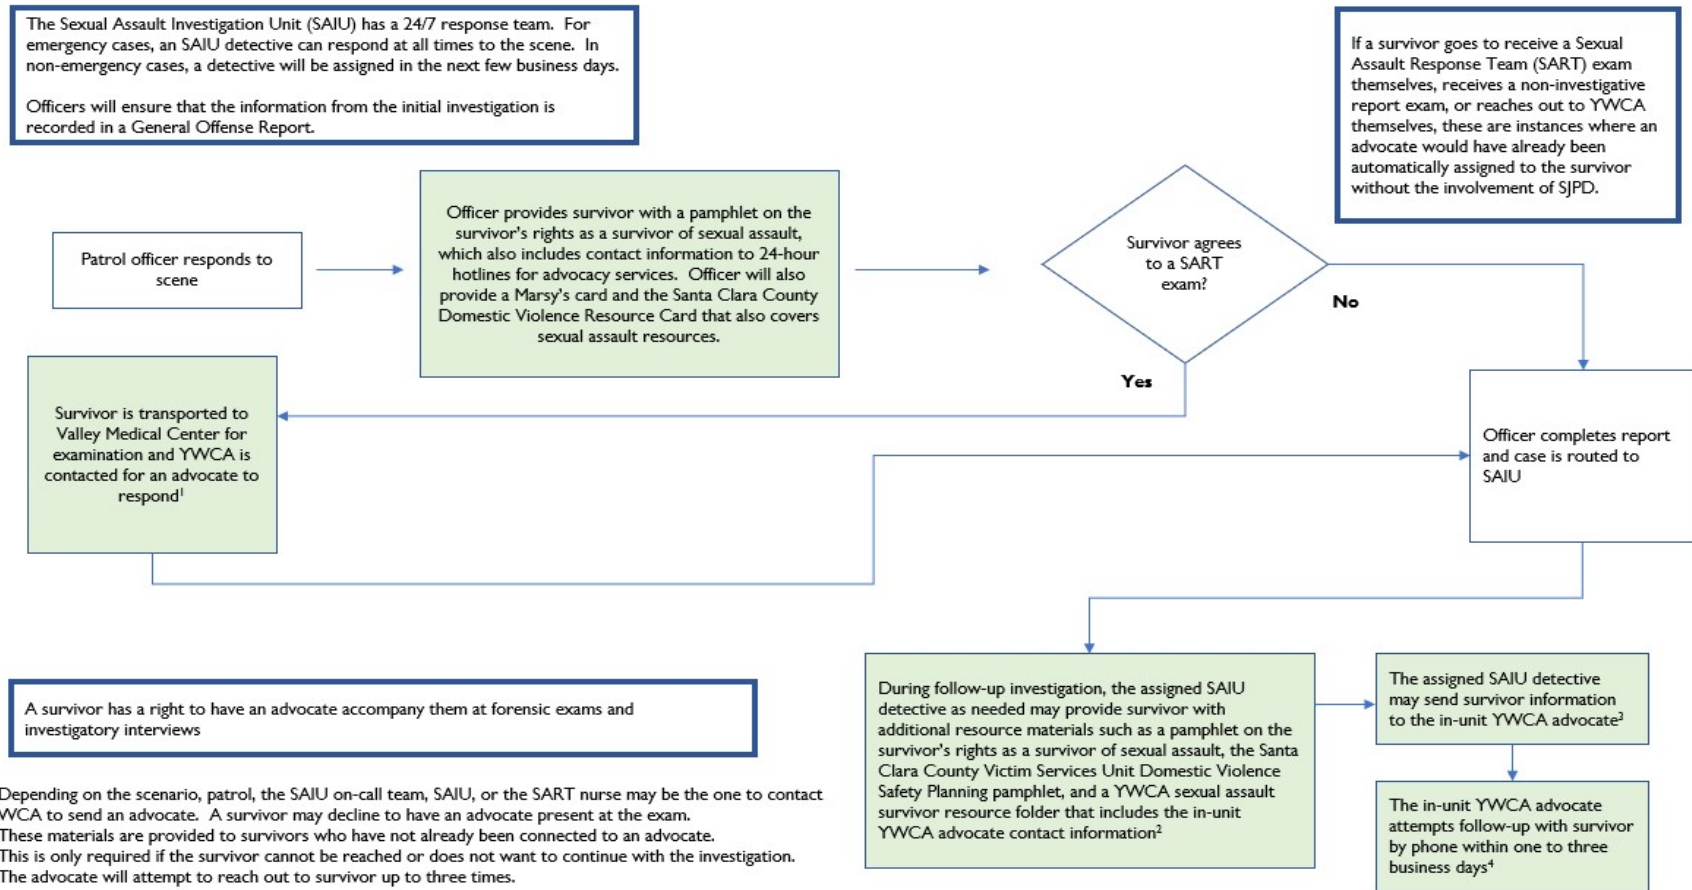 The Sexual Assault Investigation Unit (SAIU) has a 24/7 response team.  For
emergency cases, an SAIU detective can respond at all times to the scene.  In
non-emergency cases, a detective will be assigned in the next few business days.
Officers will ensure that the information from the initial investigation is
recorded in a General Offense Report.
If a survivor goes to receive a Sexual
Assault Response Team (SART) exam
themselves, receives a non-investigative
report exam, or reaches out to YWCA
themselves, these are instances where an
advocate would have already been
automatically assigned to the survivor
without the involvement of SJPD.
Patrol officer responds to
scene
Officer provides survivor with a pamphlet on the
survivor's rights as a survivor of sexual assault,
which also includes contact information to 24-hour
hotlines for advocacy services.  Officer will also
provide a Marsy's card and the Santa Clara County
Domestic Violence Resource Card that also covers
sexual assault resources.
Survivor agrees
to a SART
exam?
No
Yes
Survivor is transported to
Valley Medical Center for
examination and YWCA is
contacted for an advocate to
respond¹
Officer completes report
and case is routed to
SAIU
During follow-up investigation, the assigned SAIU
detective as needed may provide survivor with
additional resource materials such as a pamphlet on the
survivor's rights as a survivor of sexual assault, the Santa
Clara County Victim Services Unit Domestic Violence
Safety Planning pamphlet, and a YWCA sexual assault
survivor resource folder that includes the in-unit
YWCA advocate contact information²
The assigned SAIU detective
may send survivor information
to the in-unit YWCA advocate³
The in-unit YWCA advocate
attempts follow-up with survivor
by phone within one to three
business days⁴
A survivor has a right to have an advocate accompany them at forensic exams and
investigatory interviews
Depending on the scenario, patrol, the SAIU on-call team, SAIU, or the SART nurse may be the one to contact
WCA to send an advocate.  A survivor may decline to have an advocate present at the exam.
These materials are provided to survivors who have not already been connected to an advocate.
This is only required if the survivor cannot be reached or does not want to continue with the investigation.
The advocate will attempt to reach out to survivor up to three times.